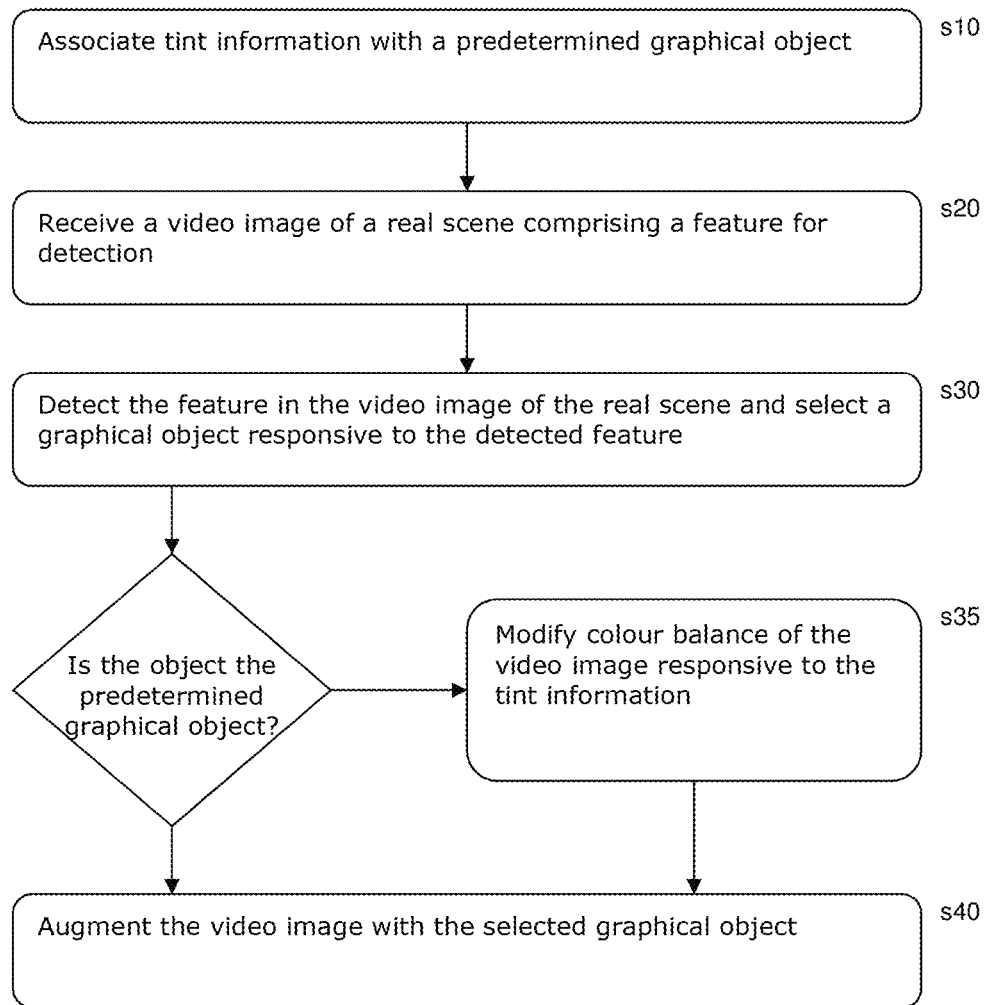 Associate tint information with a predetermined graphical object
s10
Receive a video image of a real scene comprising a feature for
detection
s20
Detect the feature in the video image of the real scene and select a
graphical object responsive to the detected feature
s30
Is the object the
predetermined
graphical object?
Modify colour balance of the
video image responsive to the
tint information
s35
Augment the video image with the selected graphical object
s40